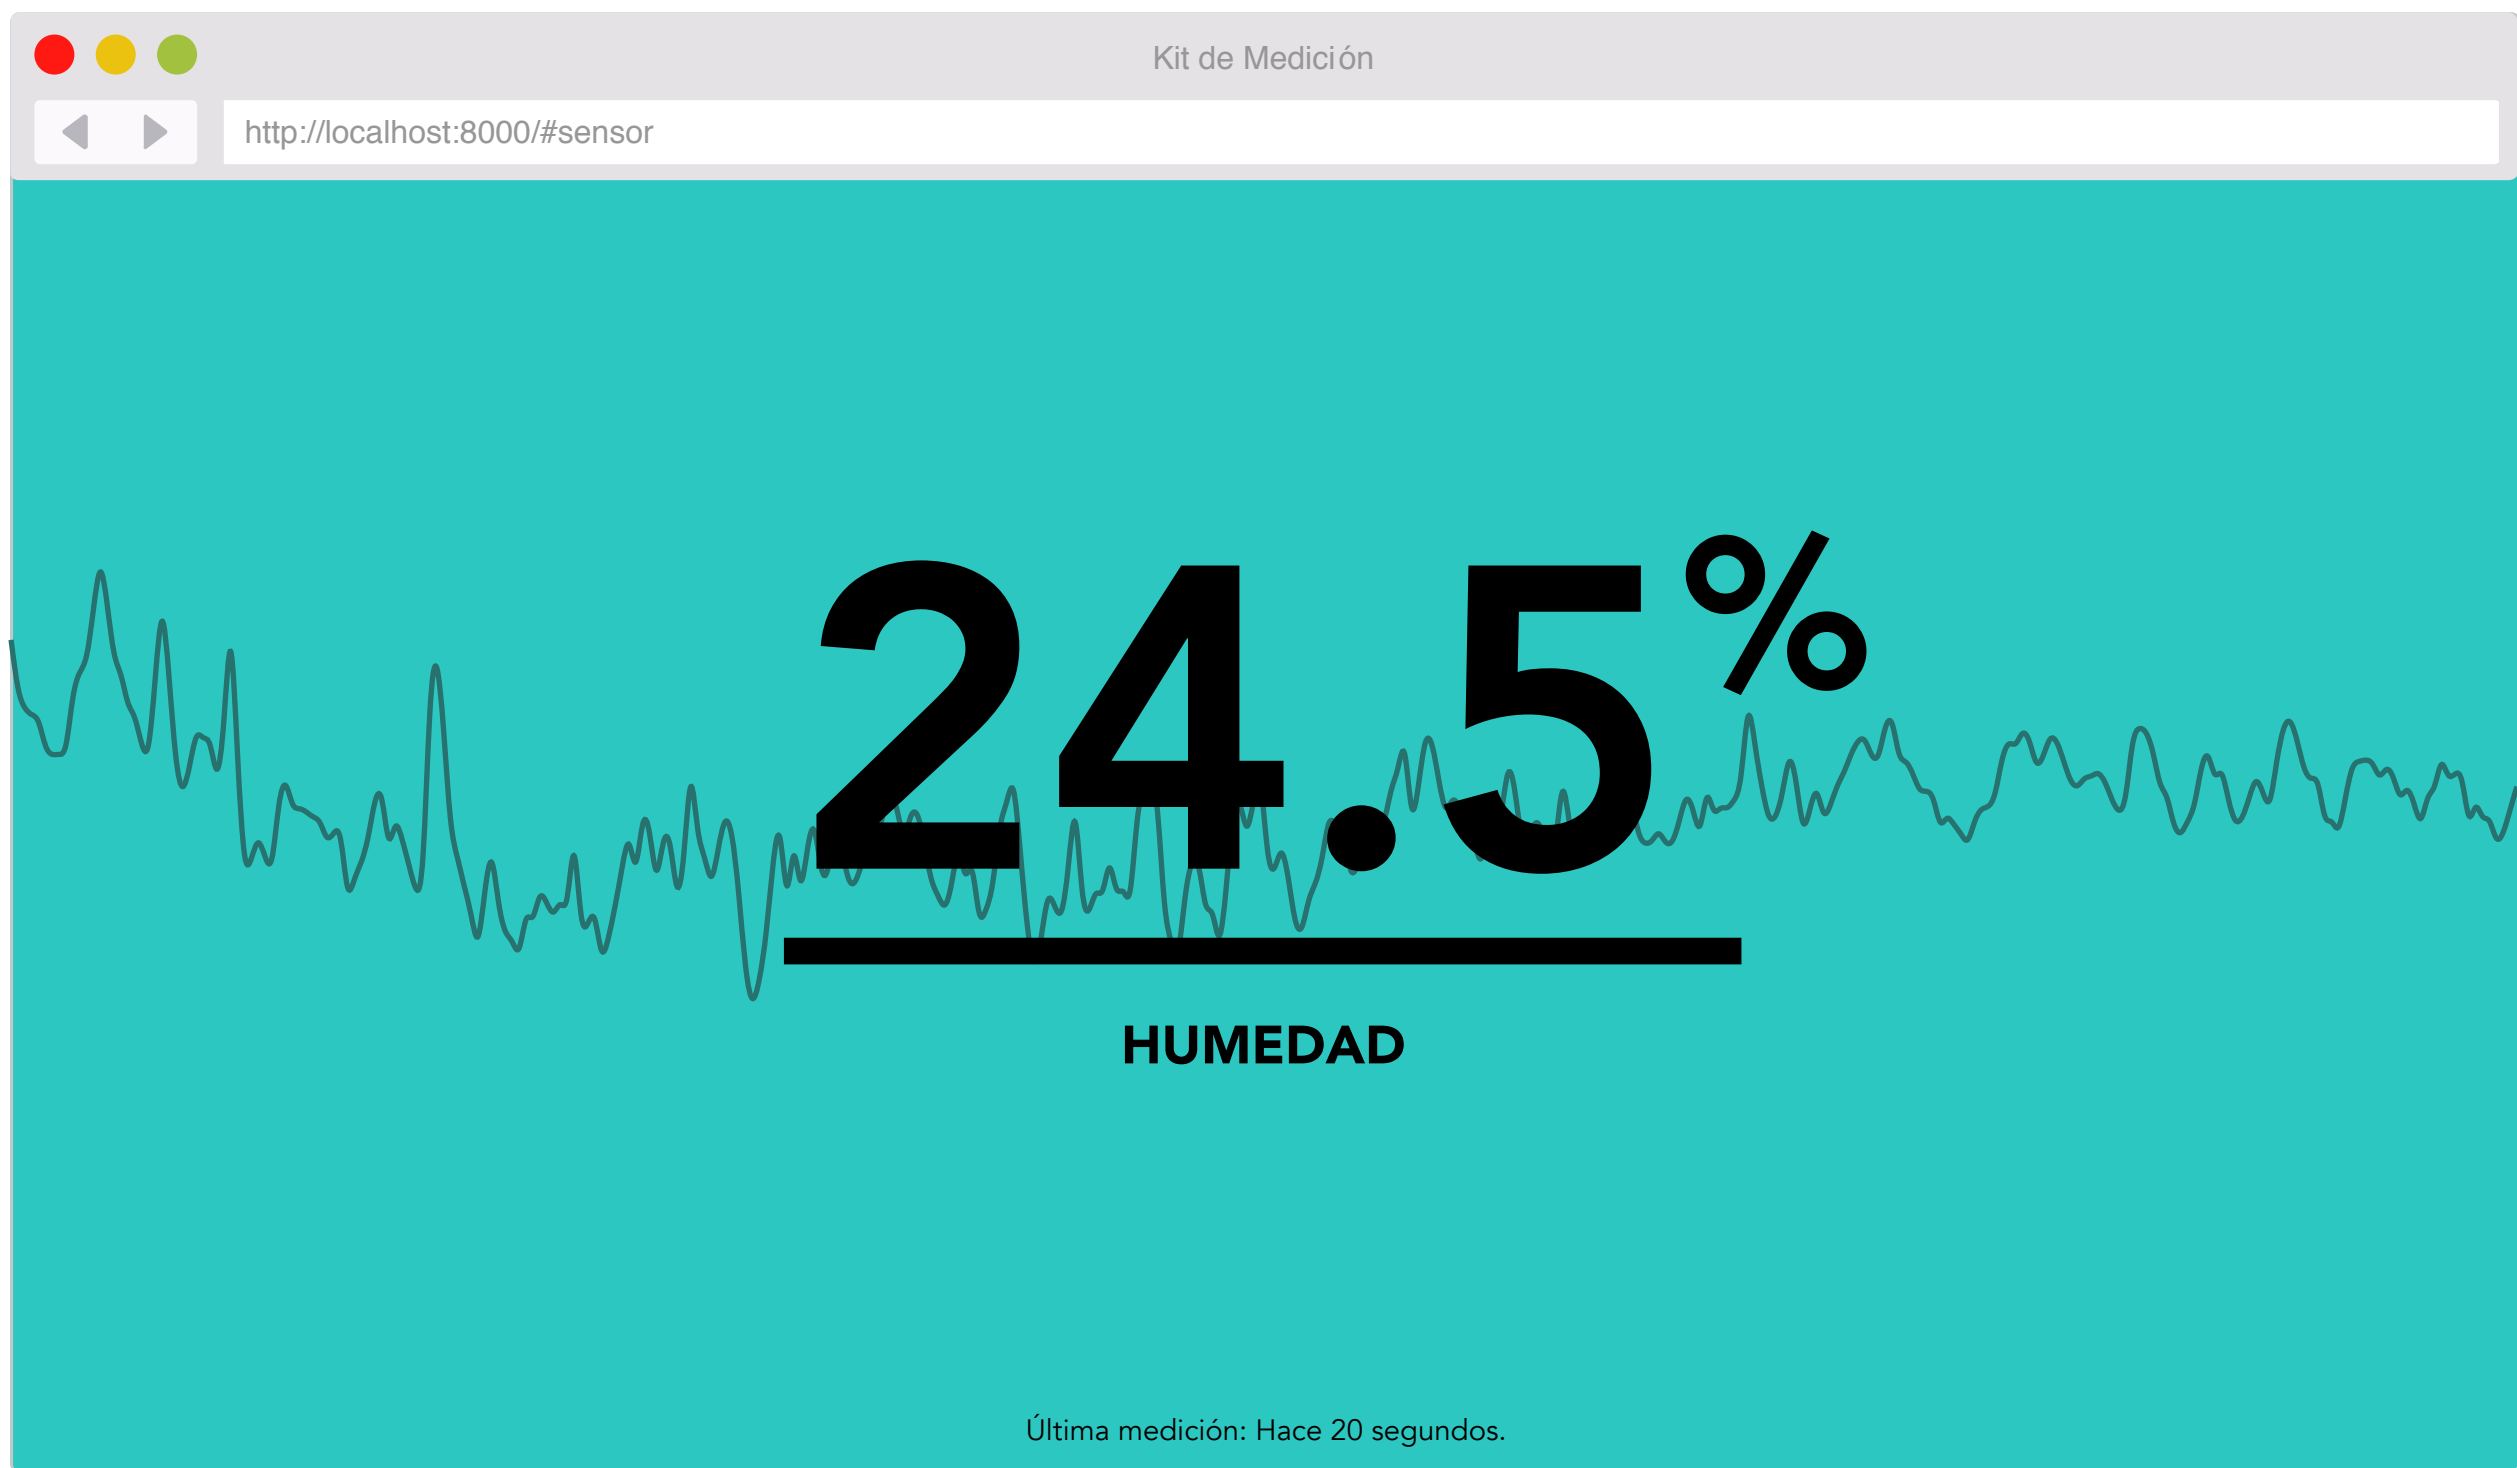 Kit de Medición
http://localhost:8000/#sensor
24.5%
HUMEDAD
Última medición: Hace 20 segundos.